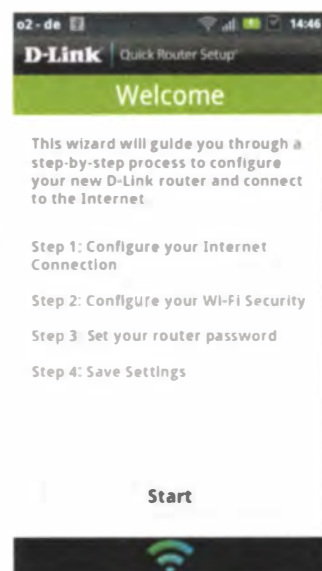 o2 - de 14:46
D-Link Quick Router Setup
Welcome
This wizard will guide you through a
step-by-step process to configure
your new D-Link router and connect
to the Internet
Step 1: Configure your Internet
Connection
Step 2: Configure your Wi-Fi Security
Step 3: Set your router password
Step 4: Save Settings
Start